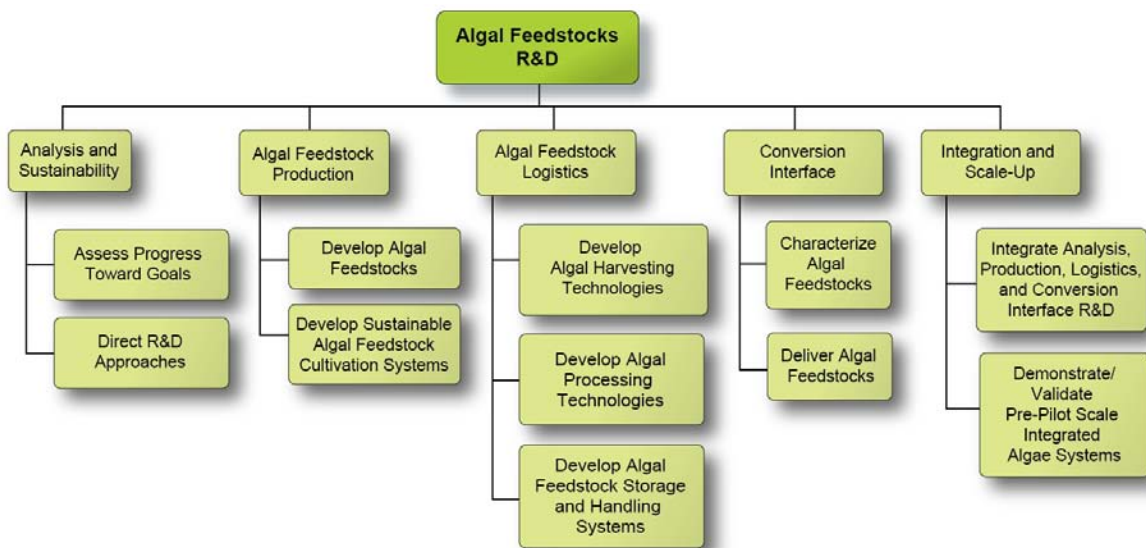 Algal Feedstocks
R&D
Analysis and
Sustainability
Assess Progress
Toward Goals
Direct R&D
Approaches
Algal Feedstock
Production
Develop Algal
Feedstocks
Develop Sustainable
Algal Feedstock
Cultivation Systems
Algal Feedstock
Logistics
Develop
Algal Harvesting
Technologies
Develop Algal
Processing
Technologies
Develop Algal
Feedstock Storage
and Handling
Systems
Conversion
Interface
Characterize
Algal
Feedstocks
Deliver Algal
Feedstocks
Integration and
Scale-Up
Integrate Analysis,
Production, Logistics,
and Conversion
Interface R&D
Demonstrate/
Validate
Pre-Pilot Scale
Integrated
Algae Systems